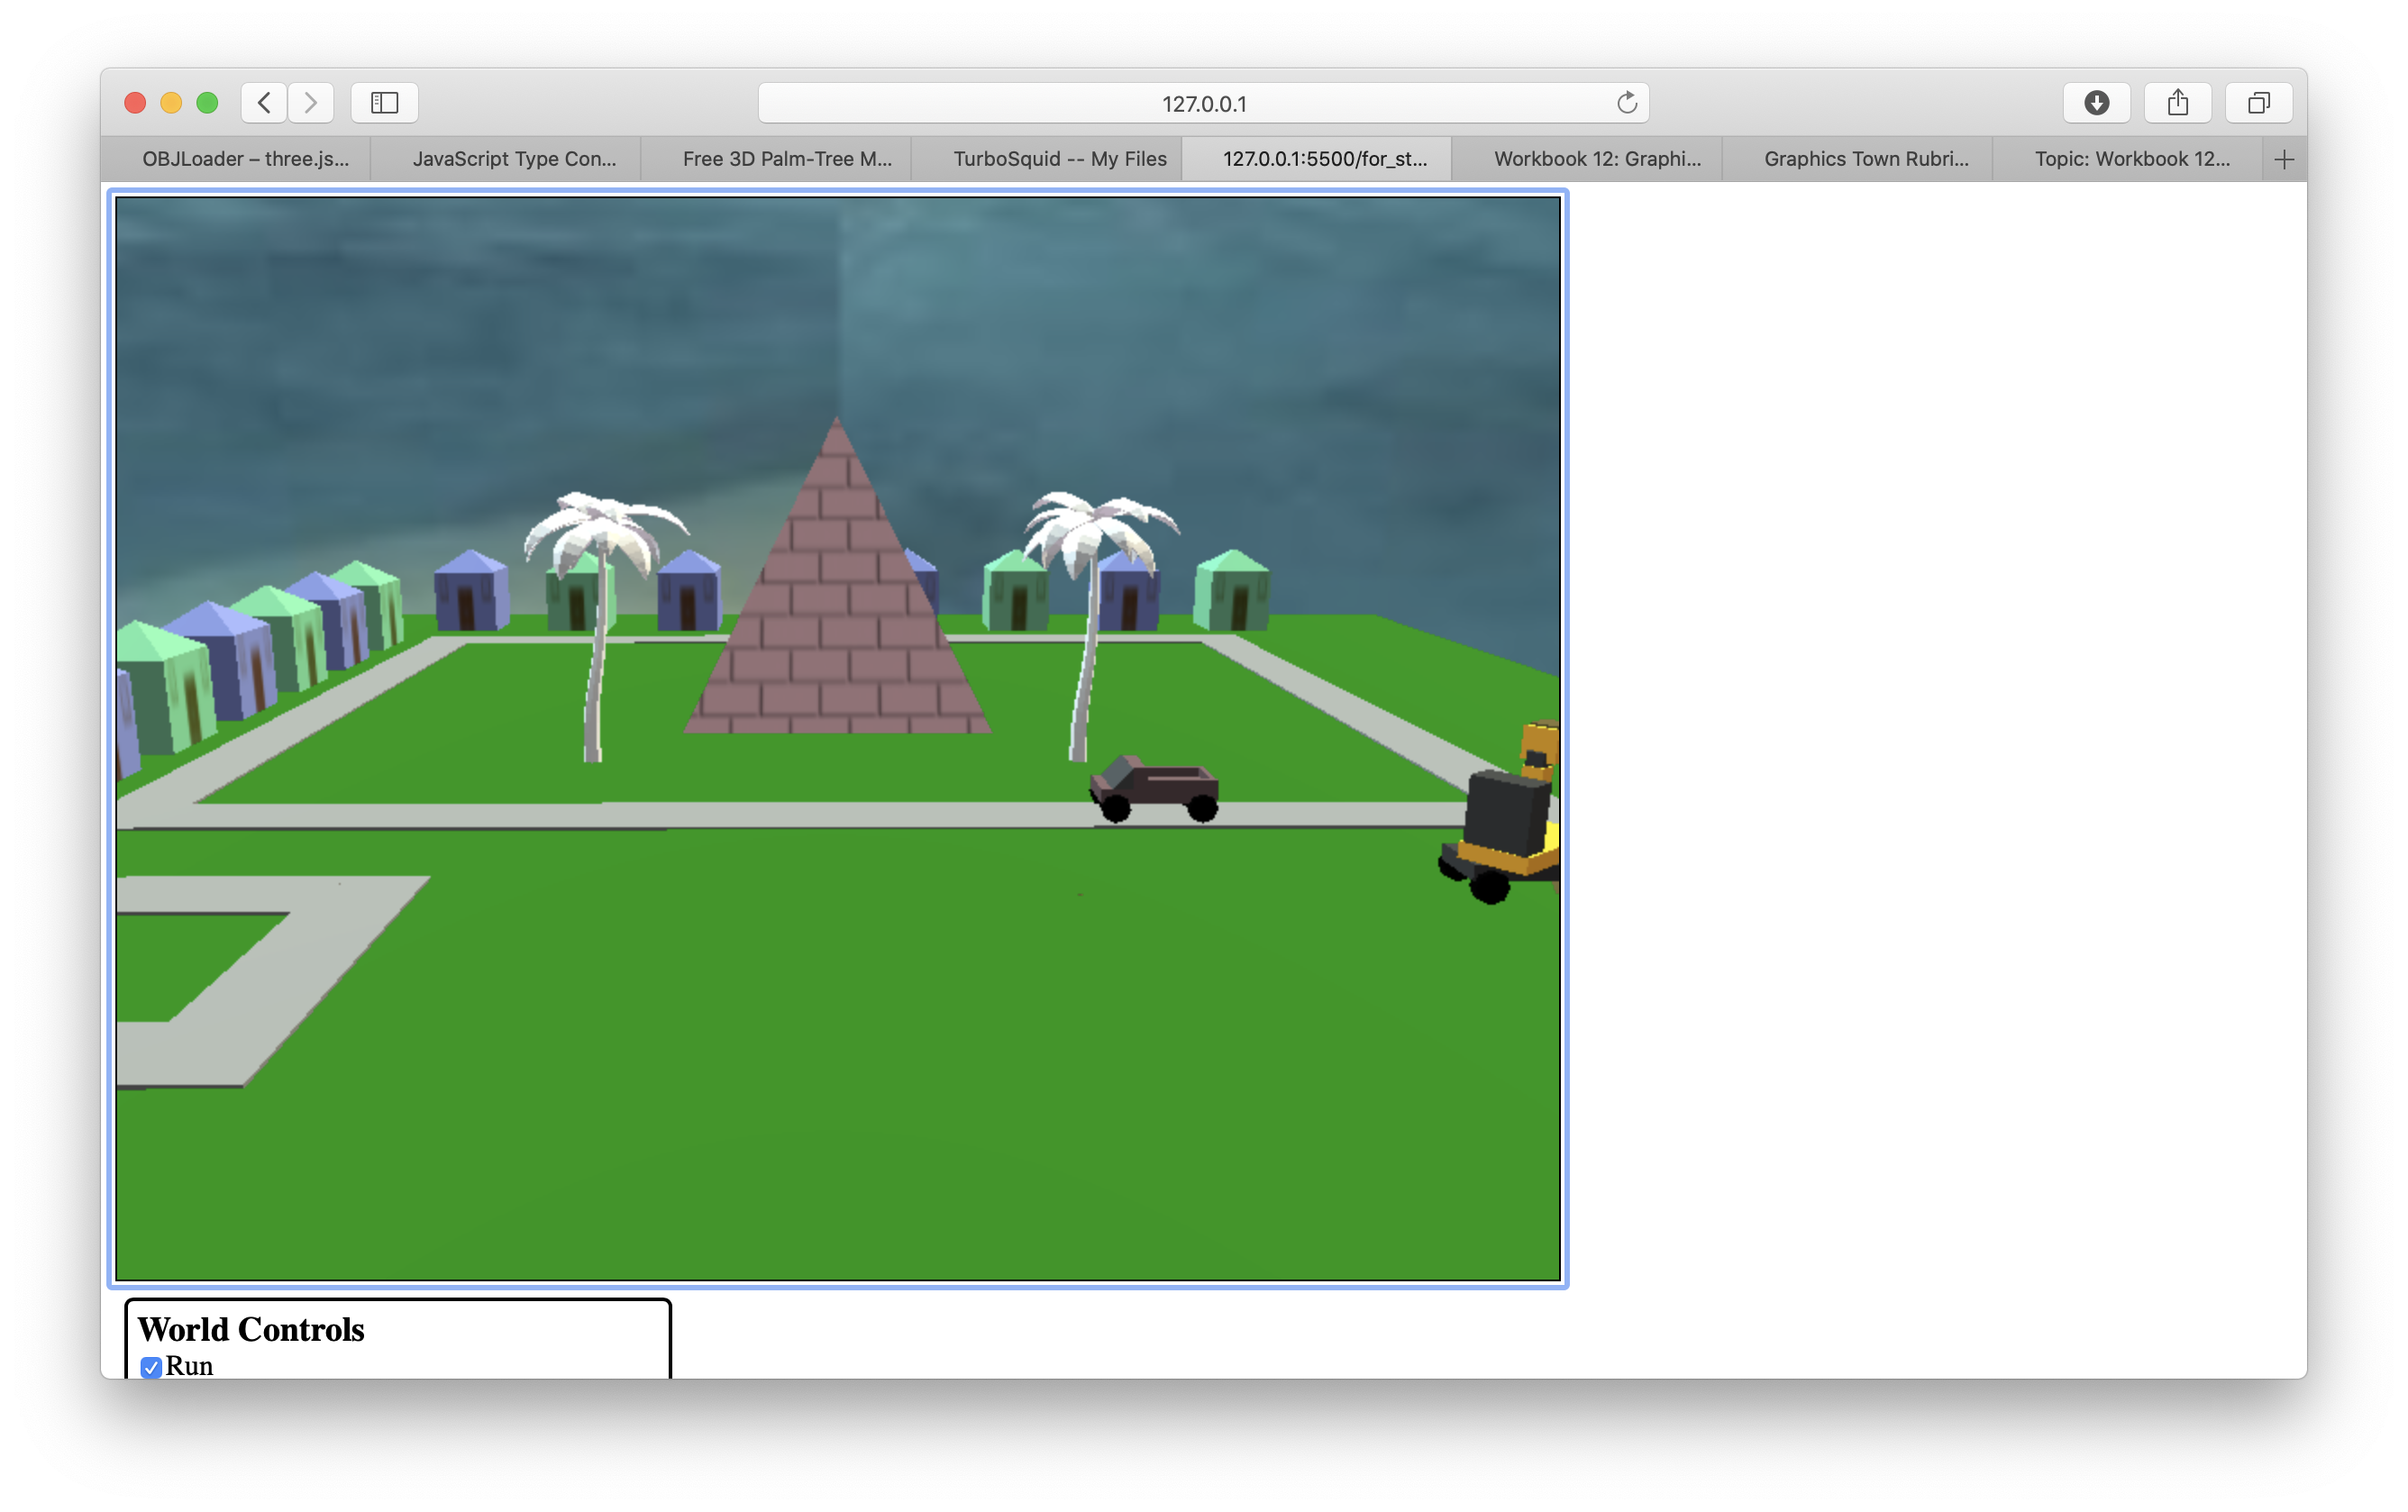 127.0.0.1
OBJLoader – three.js...
JavaScript Type Con...
Free 3D Palm-Tree M...
TurboSquid -- My Files
127.0.0.1:5500/for_st...
Workbook 12: Graphi...
Graphics Town Rubri...
Topic: Workbook 12...
World Controls
Run